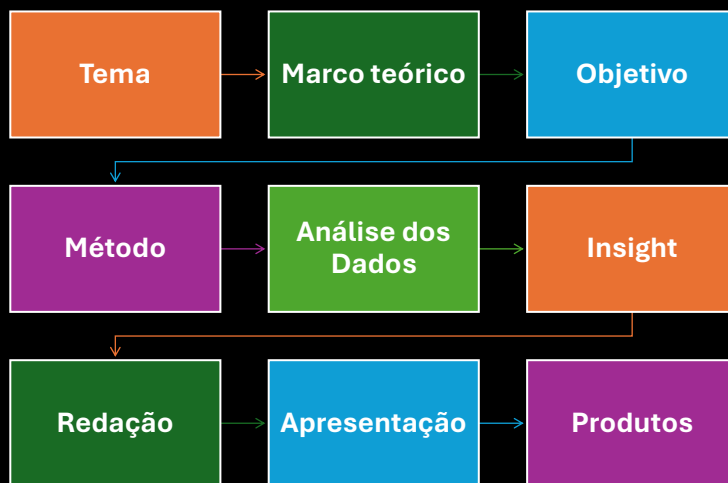 Tema
Marco teórico
Objetivo
Método
Análise dos
Dados
Insight
Redação
Apresentação
Produtos